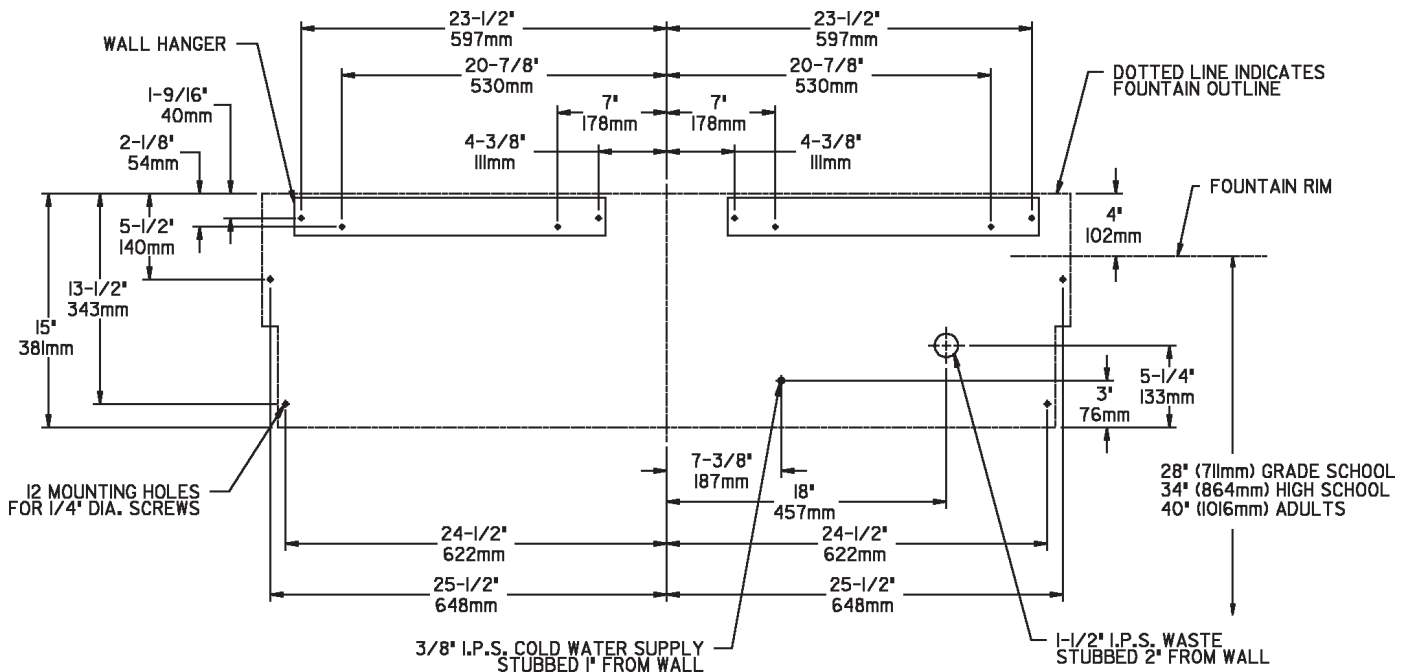 23-1/2"
597mm
23-1/2"
597mm
WALL HANGER
20-7/8"
530mm
20-7/8"
530mm
DOTTED LINE INDICATES
FOUNTAIN OUTLINE
1-9/16"
40mm
7"
178mm
7"
178mm
2-1/8"
54mm
4-3/8"
111mm
4-3/8"
111mm
FOUNTAIN RIM
5-1/2"
140mm
4"
102mm
13-1/2"
343mm
15"
381mm
5-1/4"
133mm
3"
76mm
7-3/8"
187mm
18"
457mm
28" (711mm) GRADE SCHOOL
34" (864mm) HIGH SCHOOL
40" (1016mm) ADULTS
12 MOUNTING HOLES
FOR 1/4" DIA. SCREWS
24-1/2"
622mm
24-1/2"
622mm
25-1/2"
648mm
25-1/2"
648mm
3/8" I.P.S. COLD WATER SUPPLY
STUBBED 1" FROM WALL
1-1/2" I.P.S. WASTE
STUBBED 2" FROM WALL